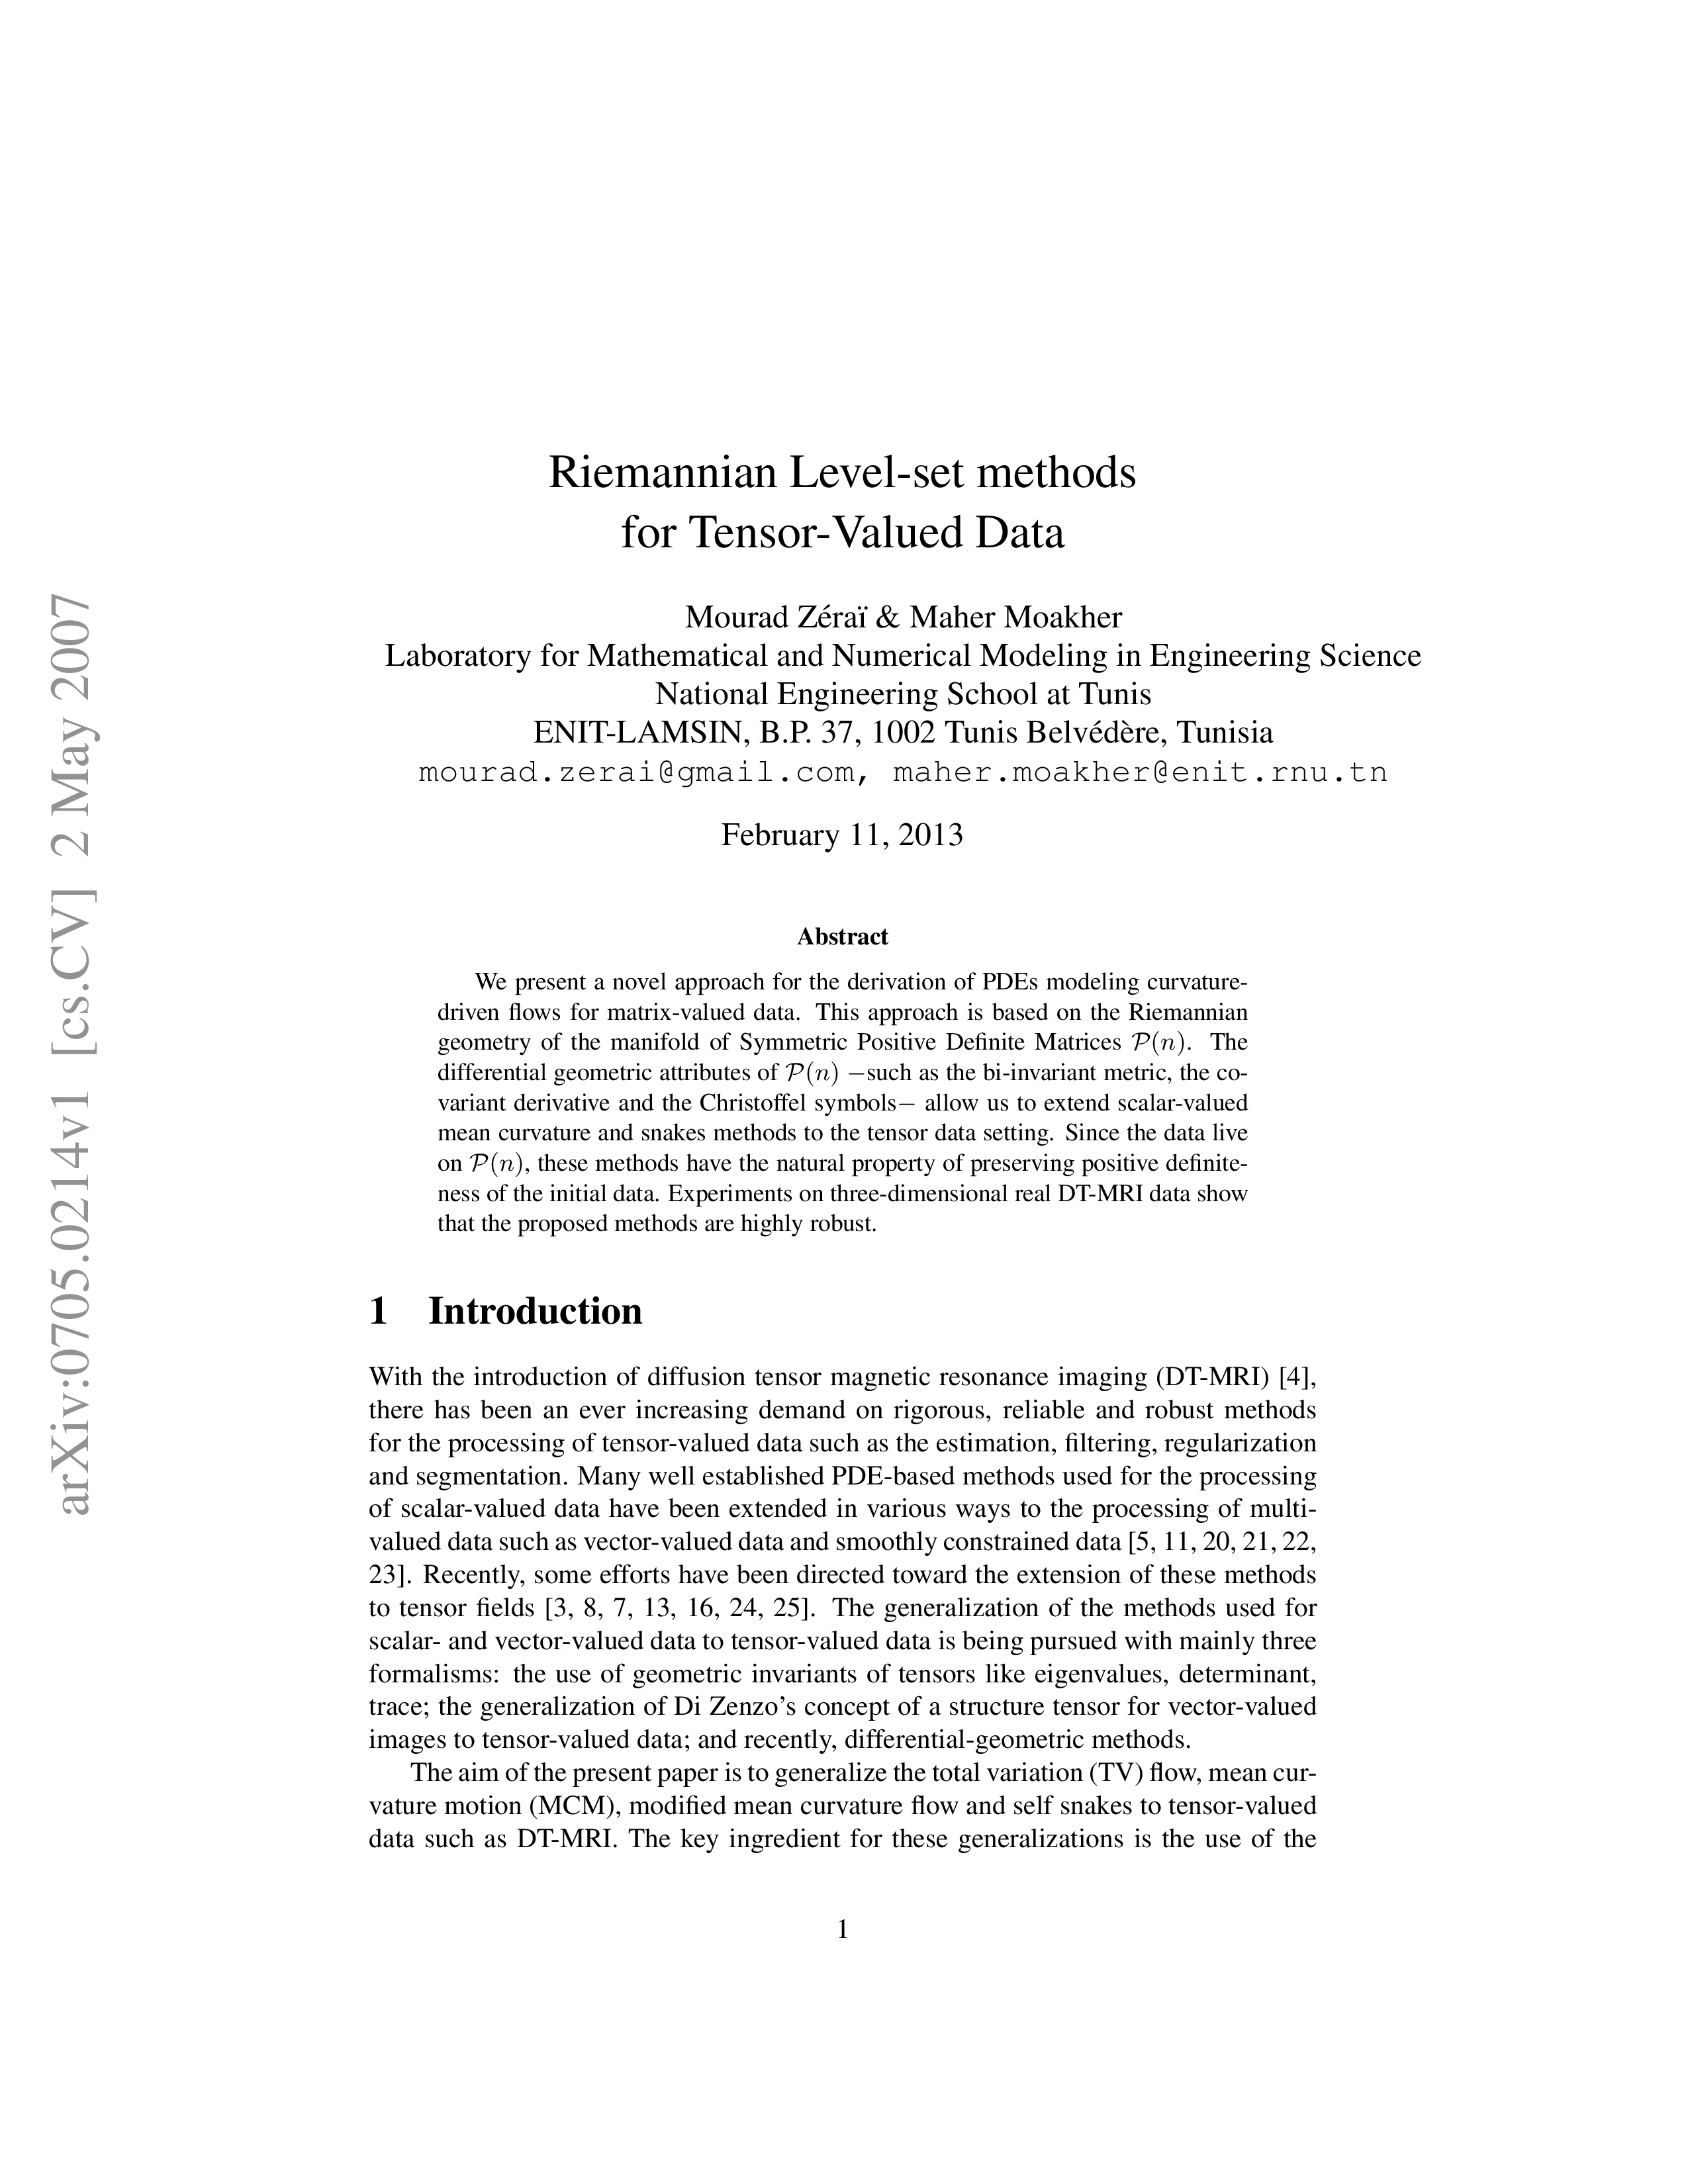 arXiv:0705.0214v1 [cs.CV] 2 May 2007
Riemannian Level-set methods
for Tensor-Valued Data
Mourad Zéraï & Maher Moakher
Laboratory for Mathematical and Numerical Modeling in Engineering Science
National Engineering School at Tunis
ENIT-LAMSIN, B.P. 37, 1002 Tunis Belvédère, Tunisia
mourad.zerai@gmail.com, maher.moakher@enit.rnu.tn
February 11, 2013
Abstract
We present a novel approach for the derivation of PDEs modeling curvature-
driven flows for matrix-valued data. This approach is based on the Riemannian
geometry of the manifold of Symmetric Positive Definite Matrices 𝒫(n). The
differential geometric attributes of 𝒫(n) −such as the bi-invariant metric, the co-
variant derivative and the Christoffel symbols− allow us to extend scalar-valued
mean curvature and snakes methods to the tensor data setting. Since the data live
on 𝒫(n), these methods have the natural property of preserving positive definite-
ness of the initial data. Experiments on three-dimensional real DT-MRI data show
that the proposed methods are highly robust.
1 Introduction
With the introduction of diffusion tensor magnetic resonance imaging (DT-MRI) [4],
there has been an ever increasing demand on rigorous, reliable and robust methods
for the processing of tensor-valued data such as the estimation, filtering, regularization
and segmentation. Many well established PDE-based methods used for the processing
of scalar-valued data have been extended in various ways to the processing of multi-
valued data such as vector-valued data and smoothly constrained data [5, 11, 20, 21, 22,
23]. Recently, some efforts have been directed toward the extension of these methods
to tensor fields [3, 8, 7, 13, 16, 24, 25]. The generalization of the methods used for
scalar- and vector-valued data to tensor-valued data is being pursued with mainly three
formalisms: the use of geometric invariants of tensors like eigenvalues, determinant,
trace; the generalization of Di Zenzo's concept of a structure tensor for vector-valued
images to tensor-valued data; and recently, differential-geometric methods.
The aim of the present paper is to generalize the total variation (TV) flow, mean cur-
vature motion (MCM), modified mean curvature flow and self snakes to tensor-valued
data such as DT-MRI. The key ingredient for these generalizations is the use of the
1